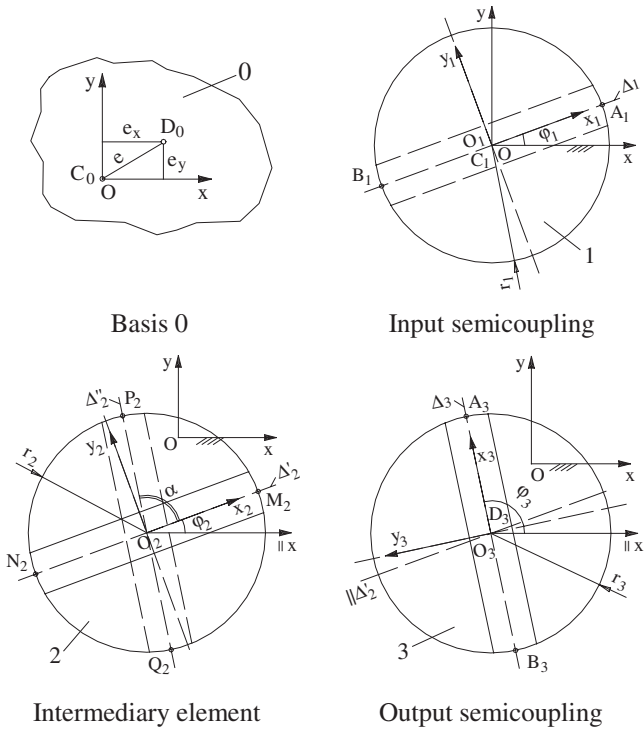 y
0
e_x
D_0
e
e_y
C_0
O
x
Basis 0
y
y_1
Δ_1
A_1
x_1
O_1
φ_1
C_1
O
x
B_1
r_1
1
Input semicoupling
y
Δ''_2
P_2
O
x
y_2
r_2
α
Δ'_2
M_2
x_2
φ_2
O_2
∥ x
N_2
2
Q_2
Intermediary element
y
Δ_3
A_3
O
x
x_3
φ_3
D_3
y_3
O_3
∥ x
∥Δ'_2
r_3
3
B_3
Output semicoupling